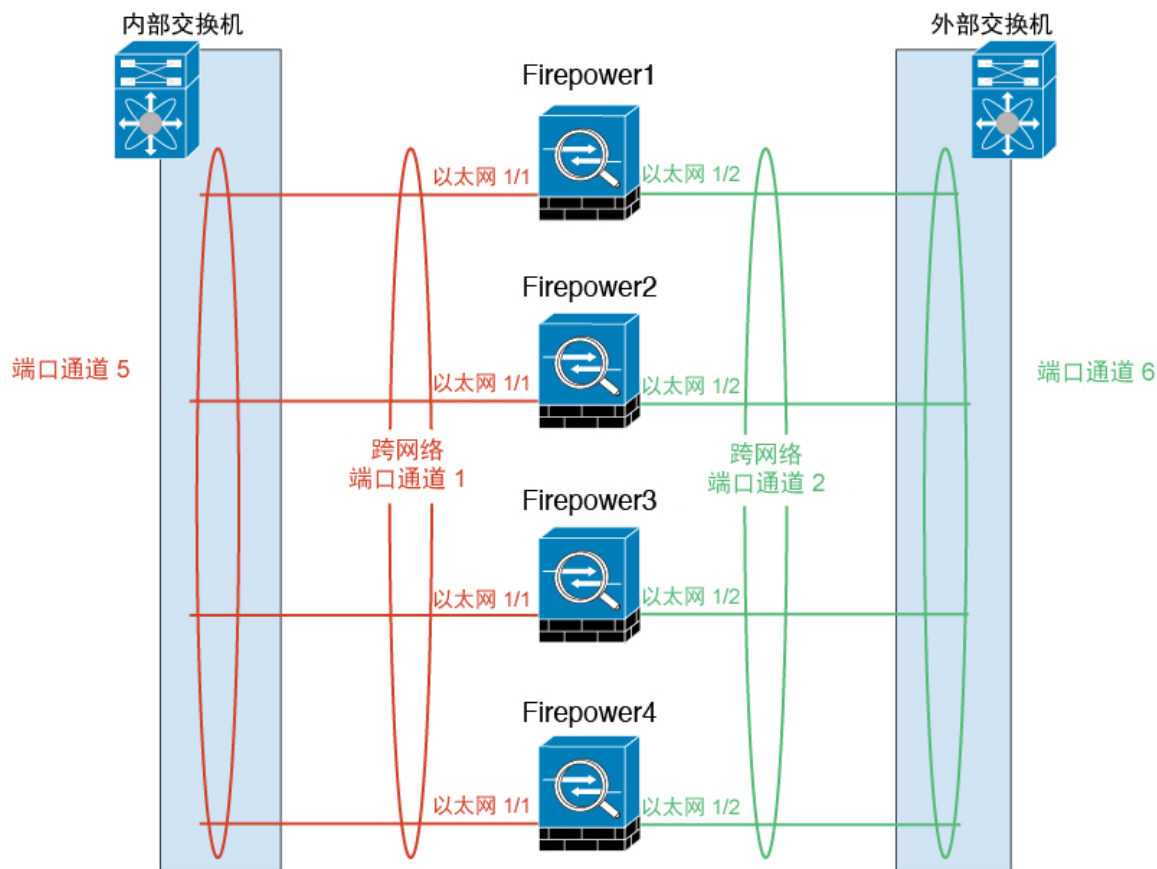 内部交换机
外部交换机
Firepower1
以太网 1/1
以太网 1/2
Firepower2
端口通道 5
以太网 1/1
以太网 1/2
端口通道 6
跨网络
端口通道 1
跨网络
端口通道 2
Firepower3
以太网 1/1
以太网 1/2
Firepower4
以太网 1/1
以太网 1/2